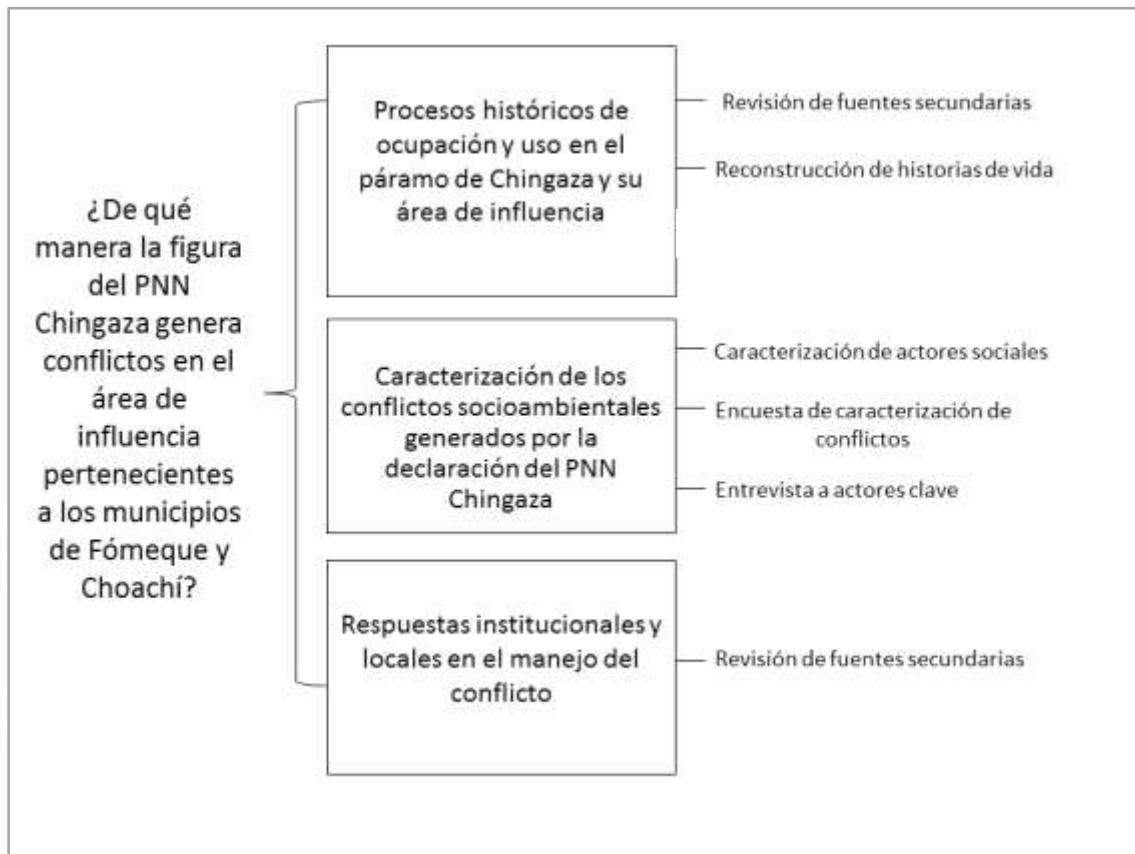 ¿De qué
manera la figura
del PNN
Chingaza genera
conflictos en el
área de
influencia
pertenecientes
a los municipios
de Fómeque y
Choachí?
Procesos históricos de
ocupación y uso en el
páramo de Chingaza y su
área de influencia
Revisión de fuentes secundarias
Reconstrucción de historias de vida
Caracterización de los
conflictos socioambientales
generados por la
declaración del PNN
Chingaza
Caracterización de actores sociales
Encuesta de caracterización de
conflictos
Entrevista a actores clave
Respuestas institucionales y
locales en el manejo del
conflicto
Revisión de fuentes secundarias